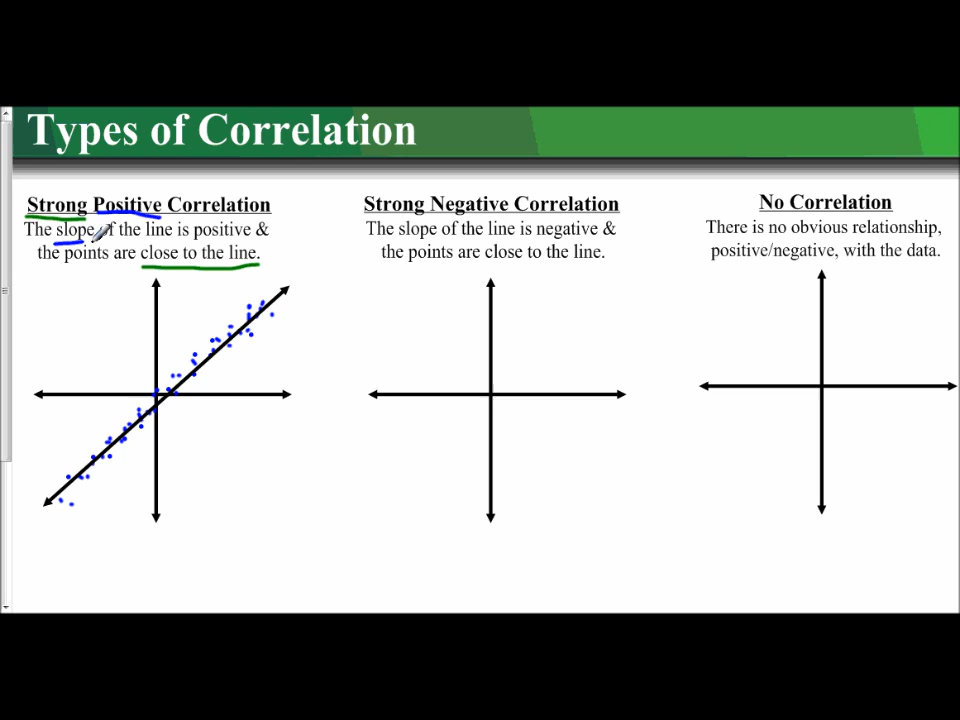 Types of Correlation
Strong Positive Correlation
The slope of the line is positive &
the points are close to the line.
Strong Negative Correlation
The slope of the line is negative &
the points are close to the line.
No Correlation
There is no obvious relationship,
positive/negative, with the data.